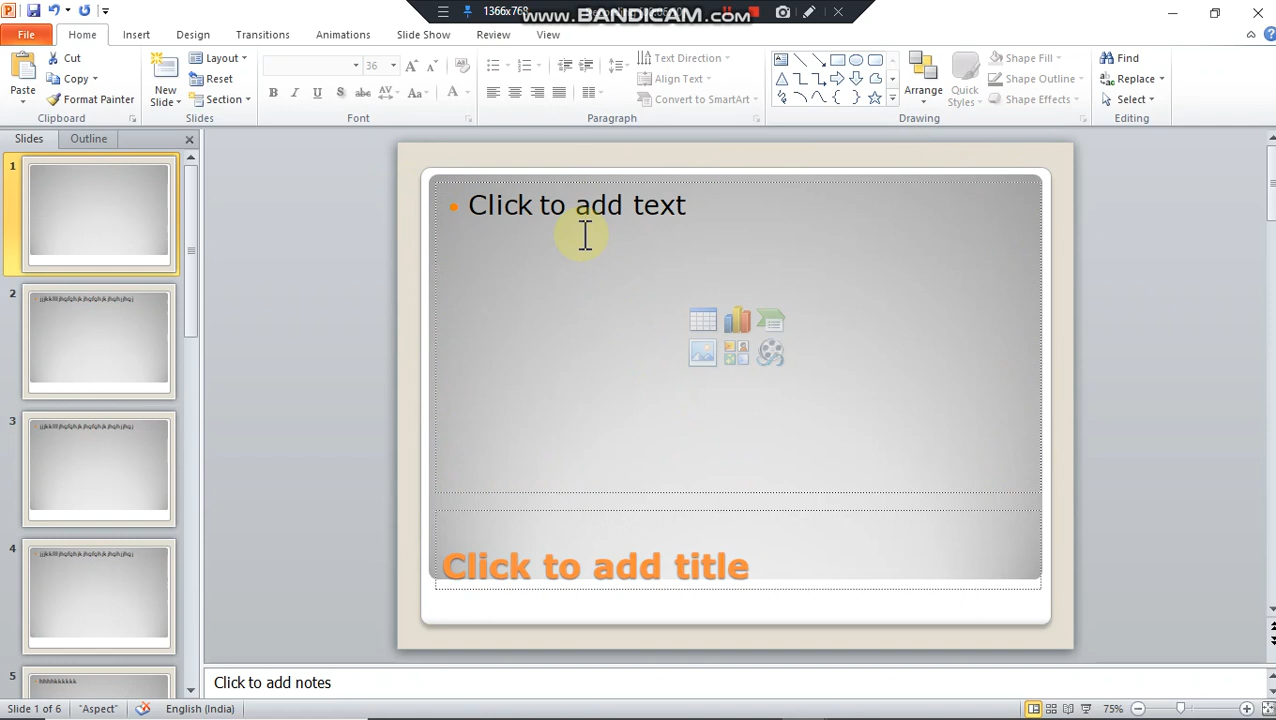 1366x768
www.BANDICAM.com
File Home Insert Design Transitions Animations Slide Show Review View
Paste
Cut
Copy
Format Painter
Clipboard
New Slide
Layout
Reset
Section
Slides
36
B I U S abc AV Aa A
Font
Text Direction
Align Text
Convert to SmartArt
Paragraph
Arrange
Quick Styles
Shape Fill
Shape Outline
Shape Effects
Drawing
Find
Replace
Select
Editing
Slides Outline
1
2
3
4
5
• Click to add text
Click to add title
Click to add notes
Slide 1 of 6 "Aspect" English (India) 75%